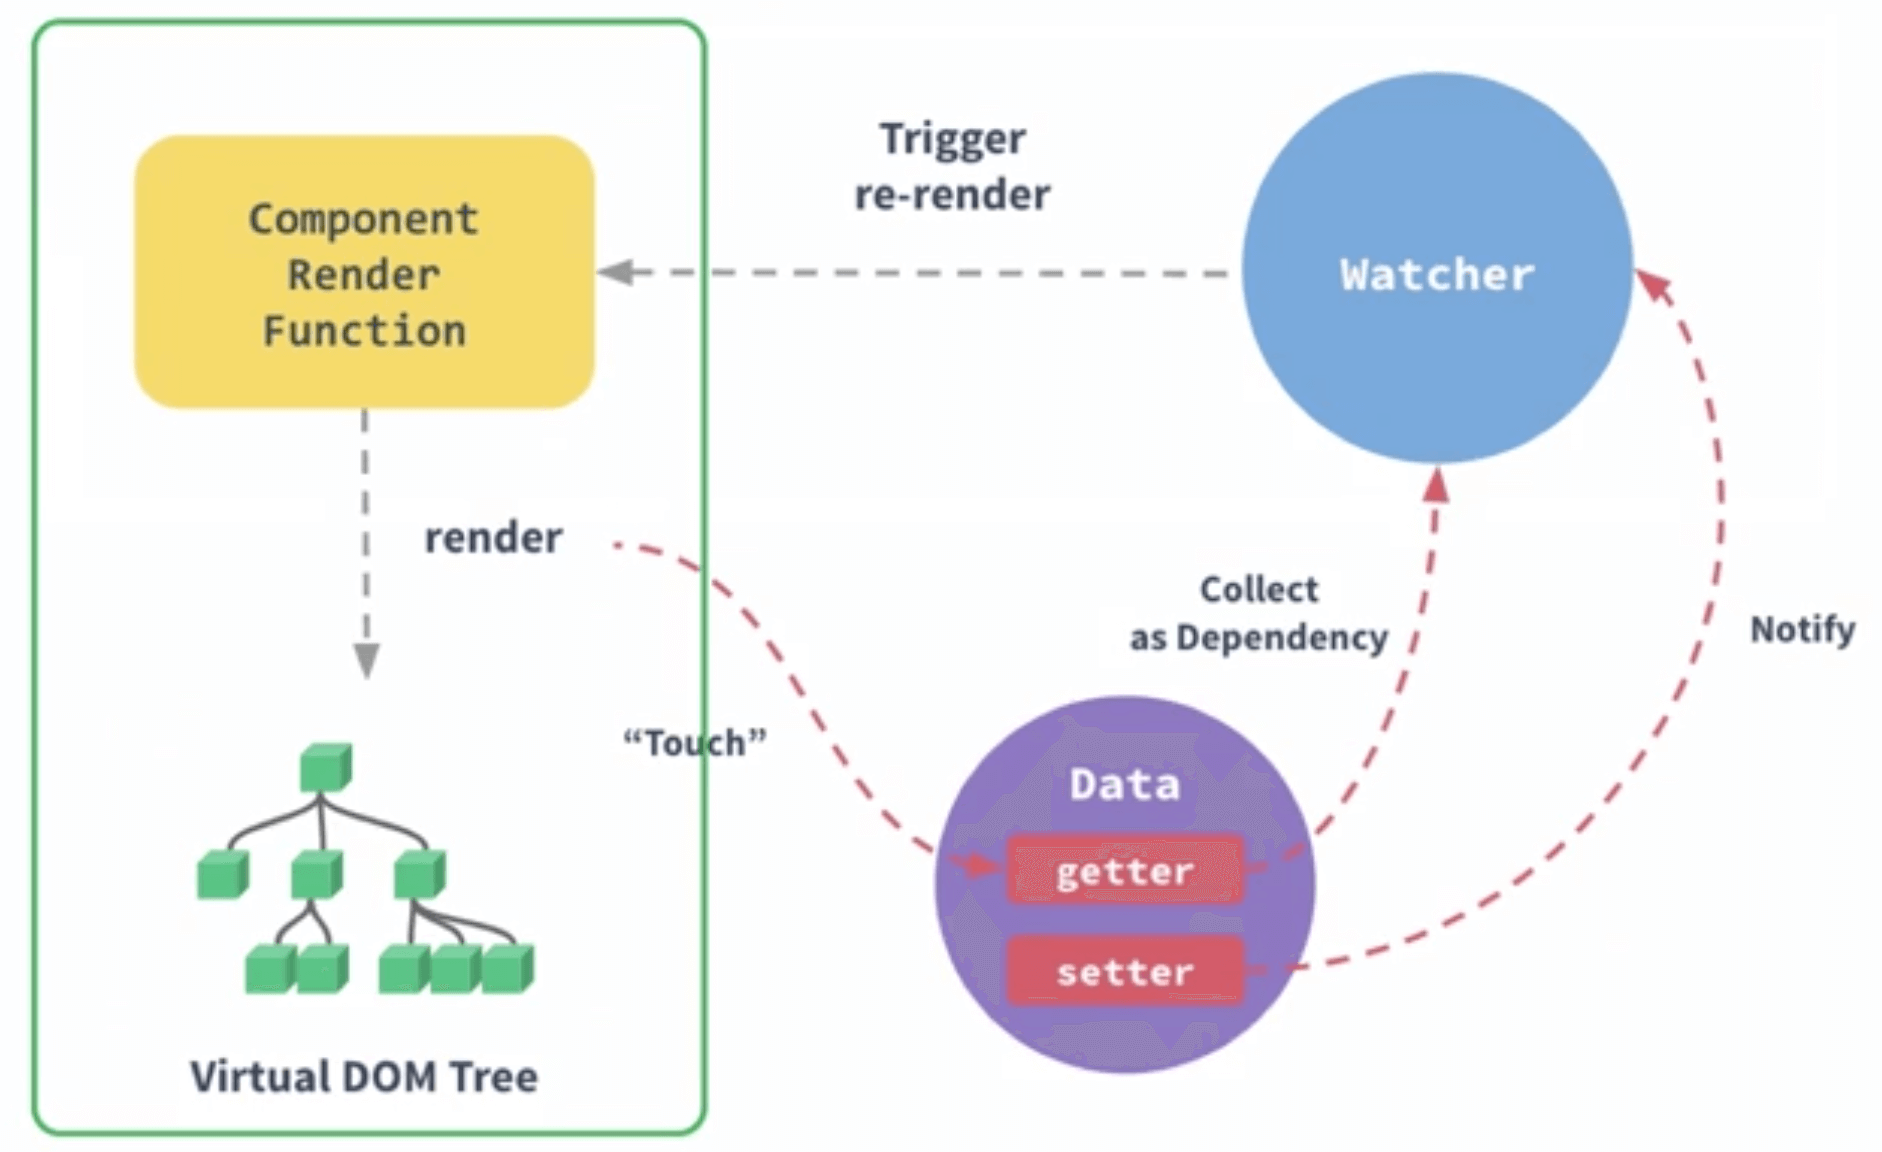 Trigger
re-render
Component
Render
Function
Watcher
render
Collect
as Dependency
Notify
“Touch”
Data
getter
setter
Virtual DOM Tree